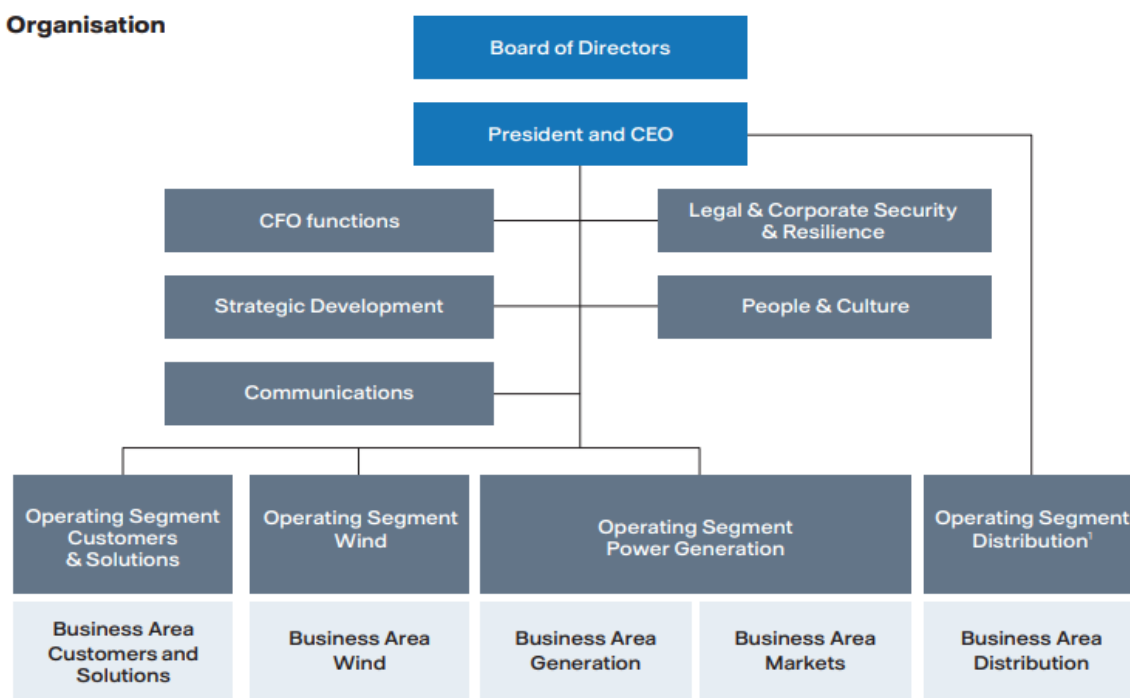 Organisation
Board of Directors
President and CEO
CFO functions
Legal & Corporate Security
& Resilience
Strategic Development
People & Culture
Communications
Operating Segment
Customers
& Solutions
Operating Segment
Wind
Operating Segment
Power Generation
Operating Segment
Distribution¹
Business Area
Customers and
Solutions
Business Area
Wind
Business Area
Generation
Business Area
Markets
Business Area
Distribution